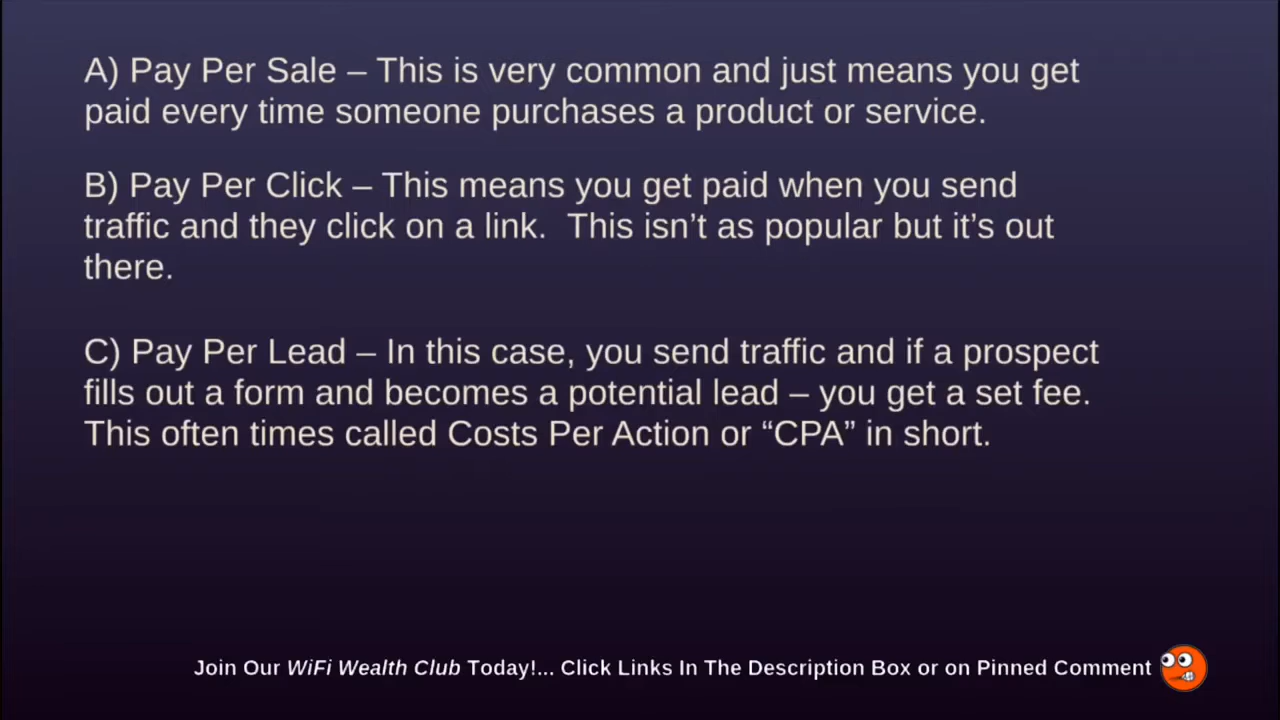 A) Pay Per Sale – This is very common and just means you get
paid every time someone purchases a product or service.
B) Pay Per Click – This means you get paid when you send
traffic and they click on a link.  This isn’t as popular but it’s out
there.
C) Pay Per Lead – In this case, you send traffic and if a prospect
fills out a form and becomes a potential lead – you get a set fee.
This often times called Costs Per Action or “CPA” in short.
Join Our WiFi Wealth Club Today!... Click Links In The Description Box or on Pinned Comment